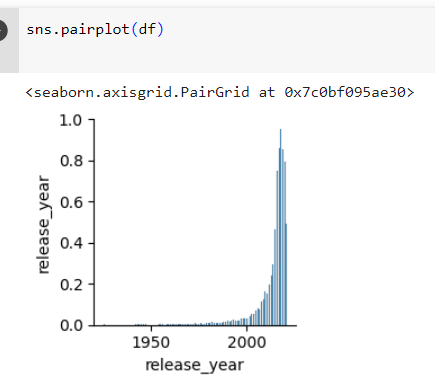 sns.pairplot(df)
<seaborn.axisgrid.PairGrid at 0x7c0bf095ae30>
1.0
0.8
0.6
0.4
0.2
0.0
release_year
1950 2000
release_year